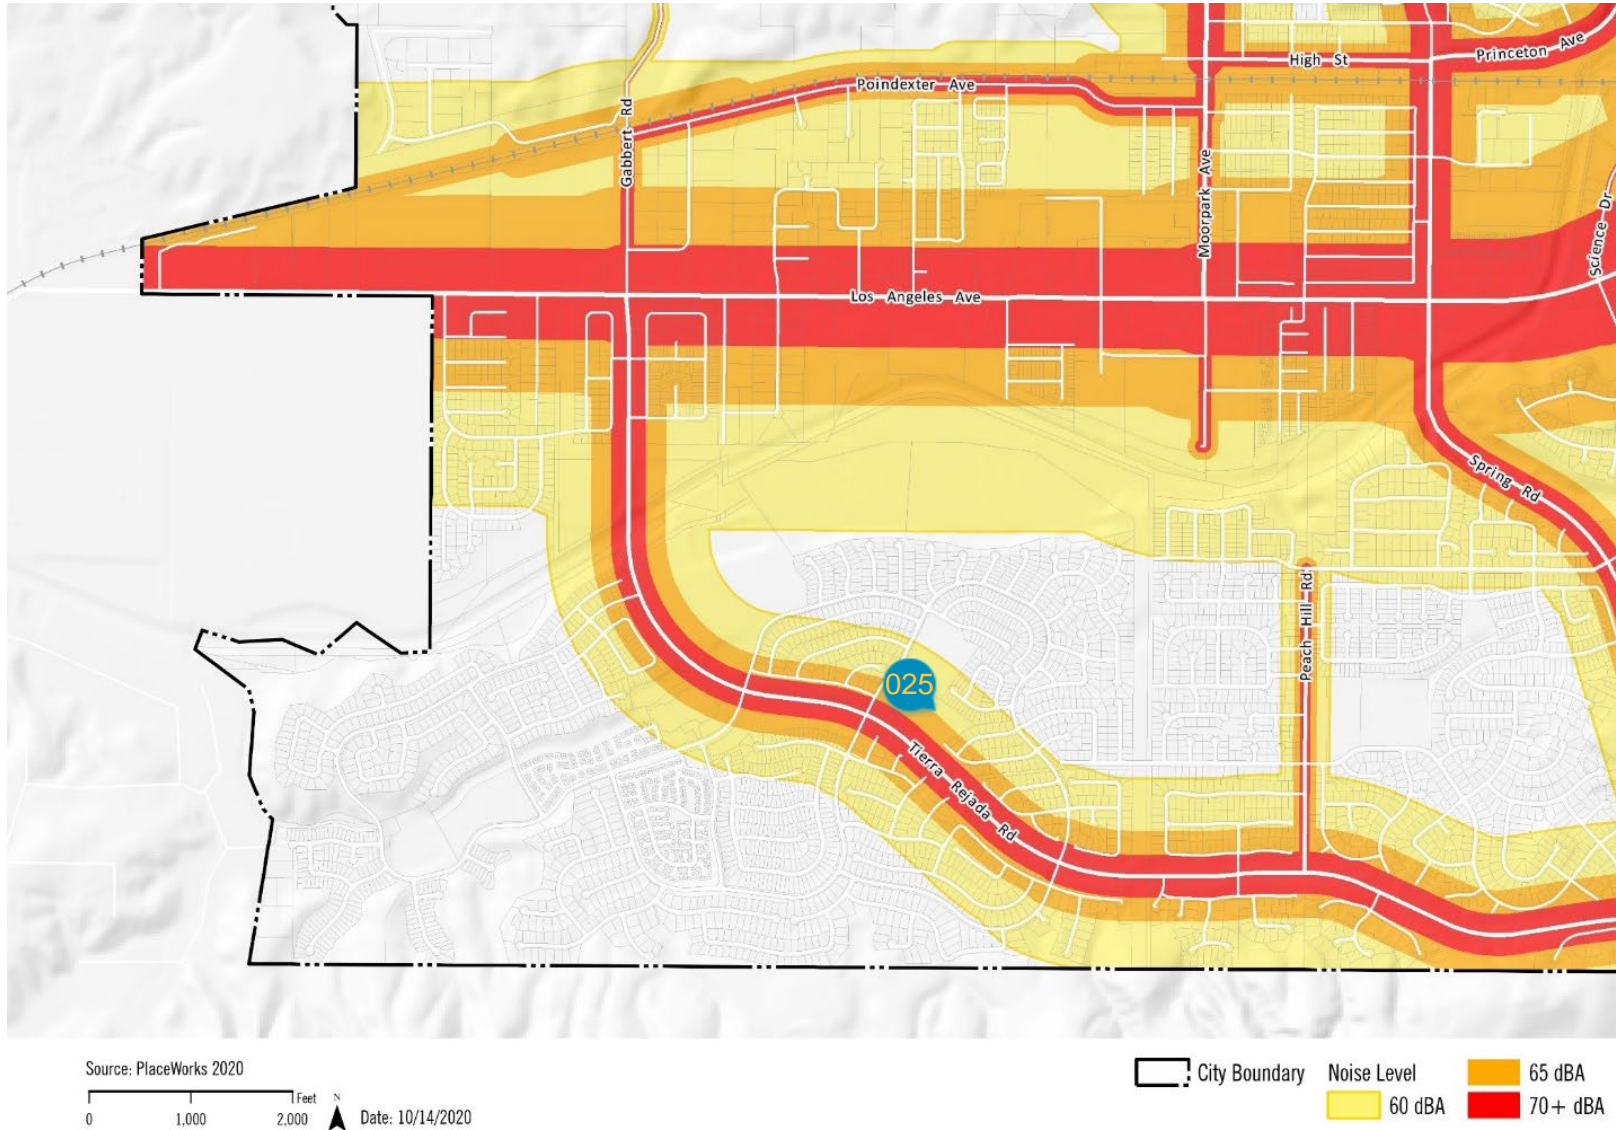 High St
Princeton Ave
Poindexter Ave
Gabbert Rd
Moorpark Ave
Science Dr
Los Angeles Ave
Spring Rd
Peach Hill Rd
025
Tierra Rejada Rd
Source: PlaceWorks 2020
Feet
0 1,000 2,000
N
Date: 10/14/2020
City Boundary
Noise Level
60 dBA
65 dBA
70+ dBA